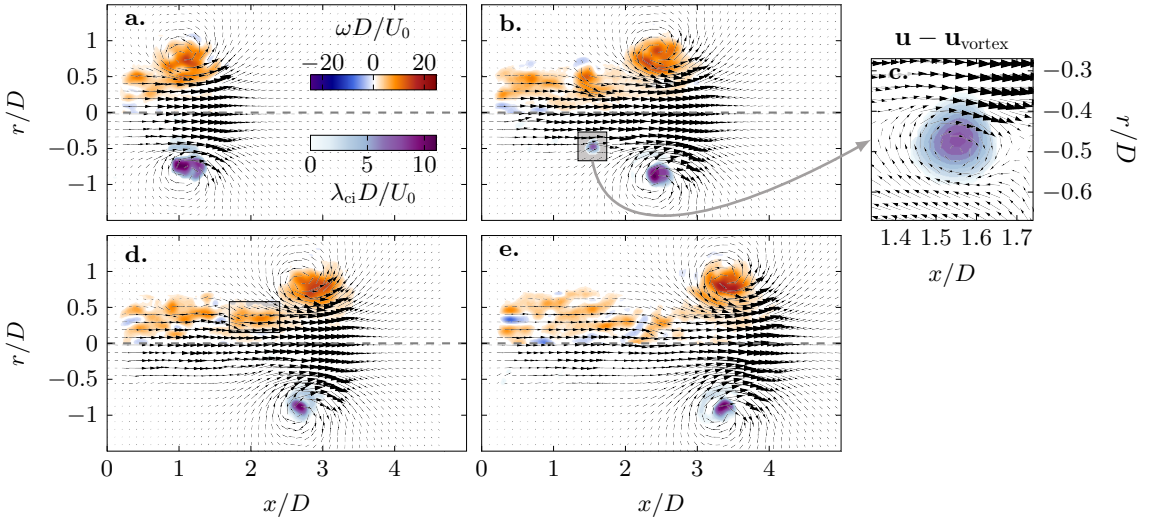 a.
ωD/U₀
−20 0 20
0 5 10
λ_ci D/U₀
r/D
1
0.5
0
−0.5
−1
b.
u − u_vortex
c.
−0.3
−0.4
−0.5
−0.6
r/D
1.4 1.5 1.6 1.7
x/D
d.
r/D
1
0.5
0
−0.5
−1
0 1 2 3 4
x/D
e.
0 1 2 3 4
x/D